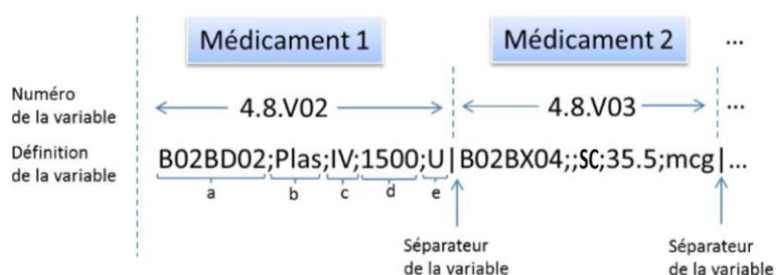 Médicament 1 Médicament 2 ...
Numéro
de la variable
4.8.V02 4.8.V03 ...
Définition
de la variable
B02BD02;Plas;IV;1500;U|B02BX04;;SC;35.5;mcg|...
a b c d e
Séparateur
de la variable
Séparateur
de la variable